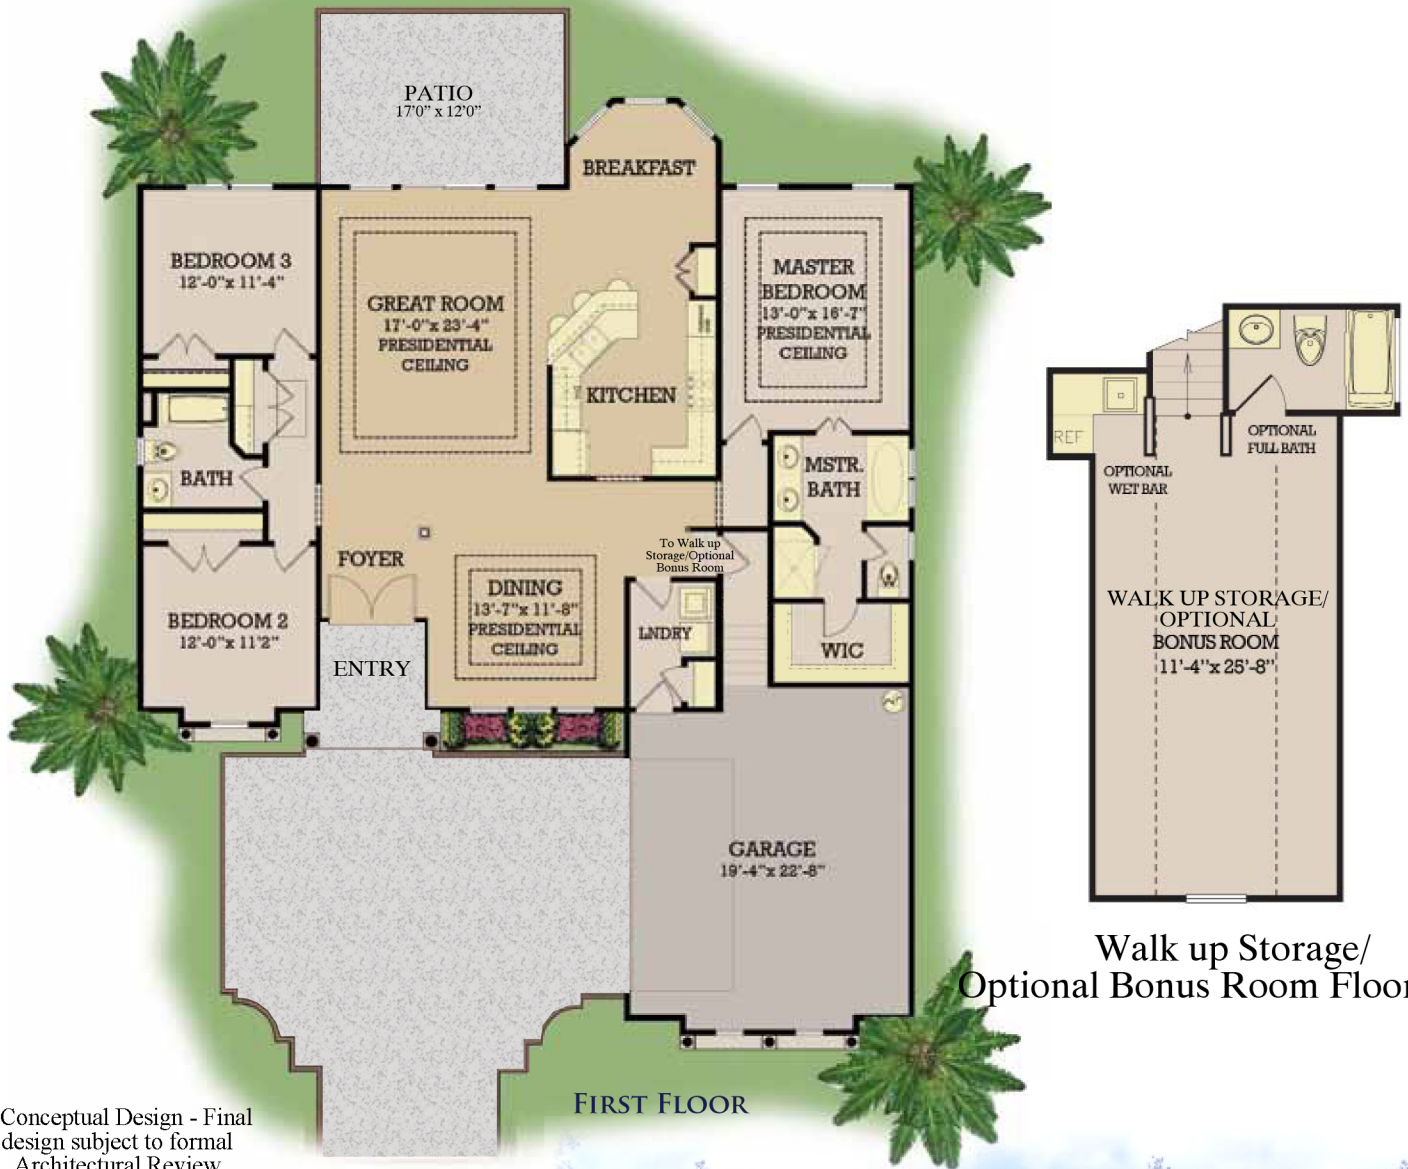 PATIO
17'0" x 12'0"
BREAKFAST
BEDROOM 3
12'-0"x 11'-4"
GREAT ROOM
17'-0"x 23'-4"
PRESIDENTIAL
CEILING
MASTER
BEDROOM
13'-0"x 16'-7"
PRESIDENTIAL
CEILING
KITCHEN
BATH
MSTR.
BATH
FOYER
To Walk up
Storage/Optional
Bonus Room
DINING
13'-7"x 11'-8"
PRESIDENTIAL
CEILING
BEDROOM 2
12'-0"x 11'2"
LNDRY
WIC
ENTRY
GARAGE
19'-4"x 22'-8"
FIRST FLOOR
Conceptual Design - Final
design subject to formal
Architectural Review
REF
OPTIONAL
WET BAR
OPTIONAL
FULL BATH
WALK UP STORAGE/
OPTIONAL
BONUS ROOM
11'-4"x 25'-8"
Walk up Storage/
Optional Bonus Room Floor